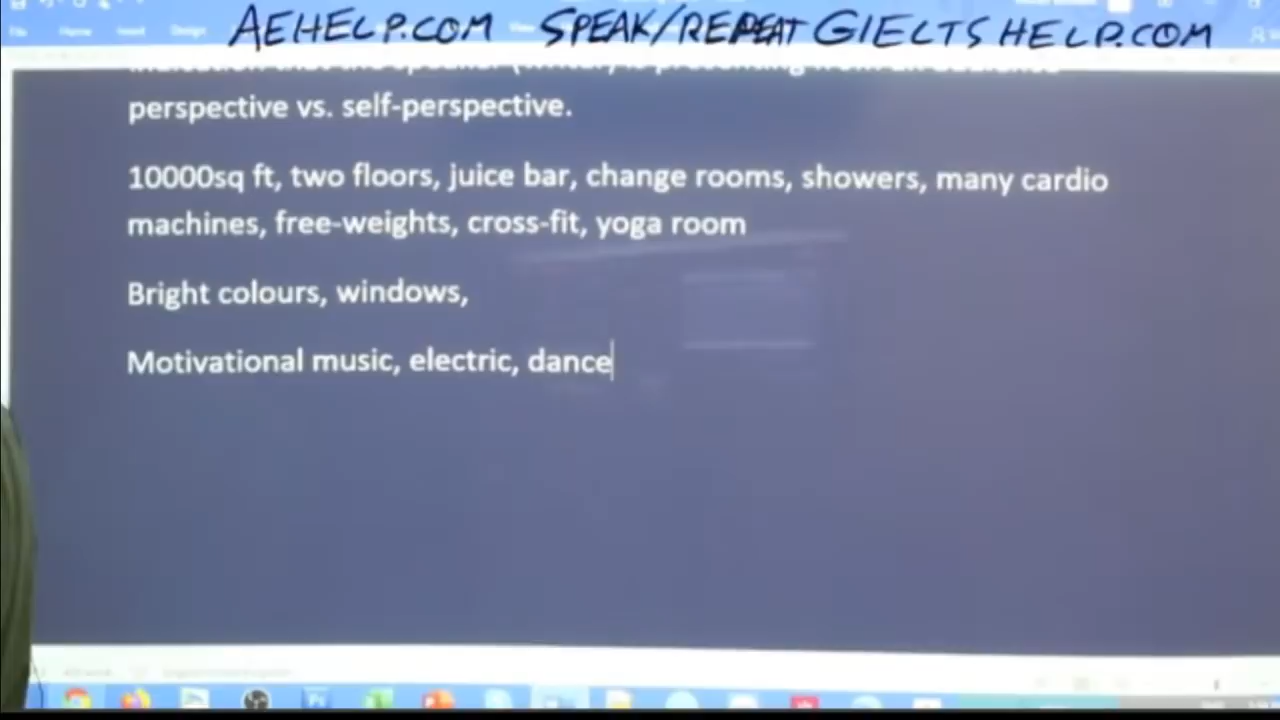 AEHELP.COM SPEAK/REPEAT GIELTSHELP.COM
perspective vs. self-perspective.
10000sq ft, two floors, juice bar, change rooms, showers, many cardio
machines, free-weights, cross-fit, yoga room
Bright colours, windows,
Motivational music, electric, dance